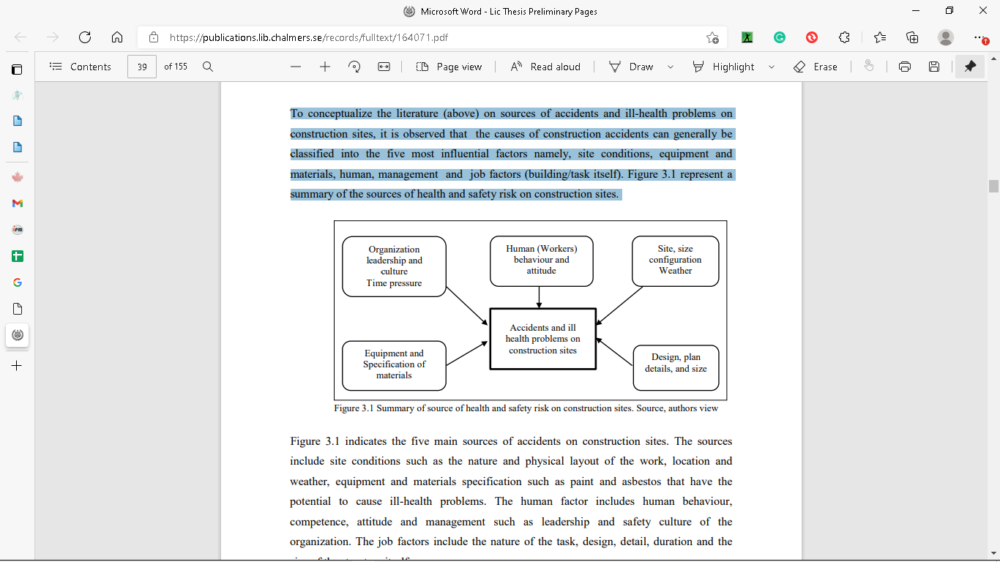 Microsoft Word - Lic Thesis Preliminary Pages
https://publications.lib.chalmers.se/records/fulltext/164071.pdf
Contents 39 of 155 Page view Read aloud Draw Highlight Erase
To conceptualize the literature (above) on sources of accidents and ill-health problems on
construction sites, it is observed that the causes of construction accidents can generally be
classified into the five most influential factors namely, site conditions, equipment and
materials, human, management and job factors (building/task itself). Figure 3.1 represent a
summary of the sources of health and safety risk on construction sites.
Organization
leadership and
culture
Time pressure
Human (Workers)
behaviour and
attitude
Site, size
configuration
Weather
Accidents and ill
health problems on
construction sites
Equipment and
Specification of
materials
Design, plan
details, and size
Figure 3.1 Summary of source of health and safety risk on construction sites. Source, authors view
Figure 3.1 indicates the five main sources of accidents on construction sites. The sources
include site conditions such as the nature and physical layout of the work, location and
weather, equipment and materials specification such as paint and asbestos that have the
potential to cause ill-health problems. The human factor includes human behaviour,
competence, attitude and management such as leadership and safety culture of the
organization. The job factors include the nature of the task, design, detail, duration and the